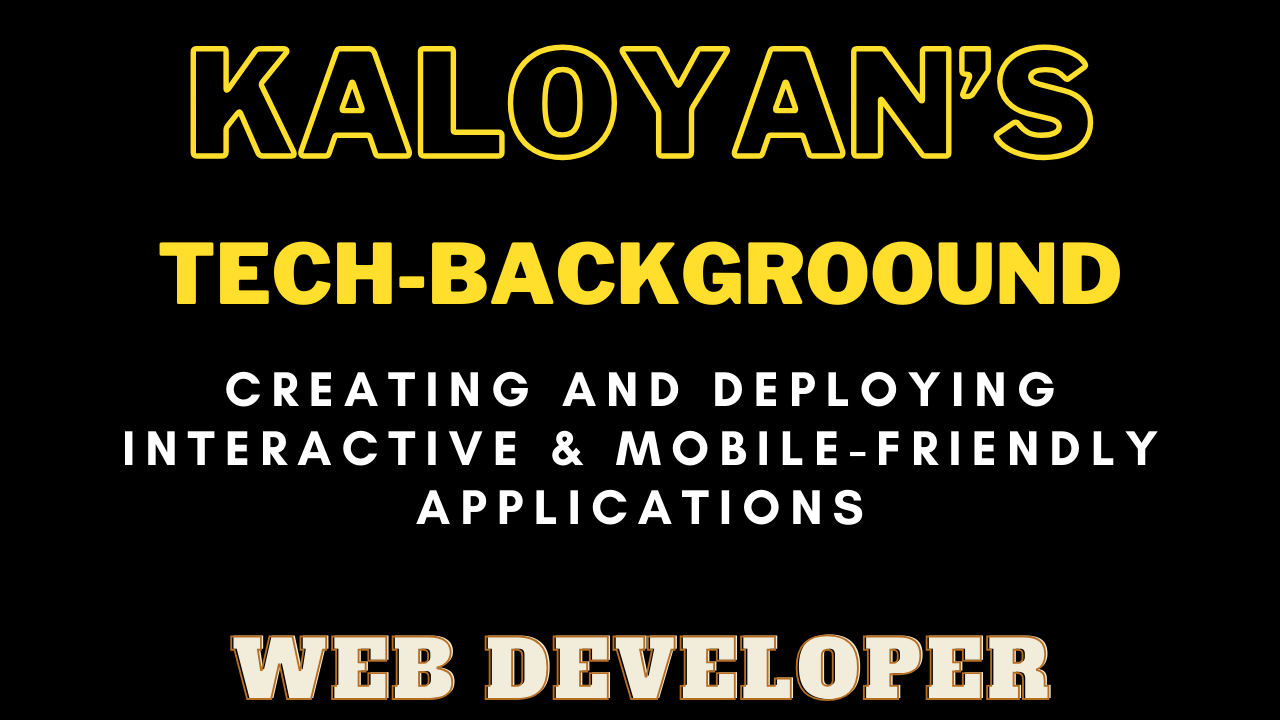 KALOYAN’S
TECH-BACKGROOUND
CREATING AND DEPLOYING
INTERACTIVE & MOBILE-FRIENDLY
APPLICATIONS
WEB DEVELOPER